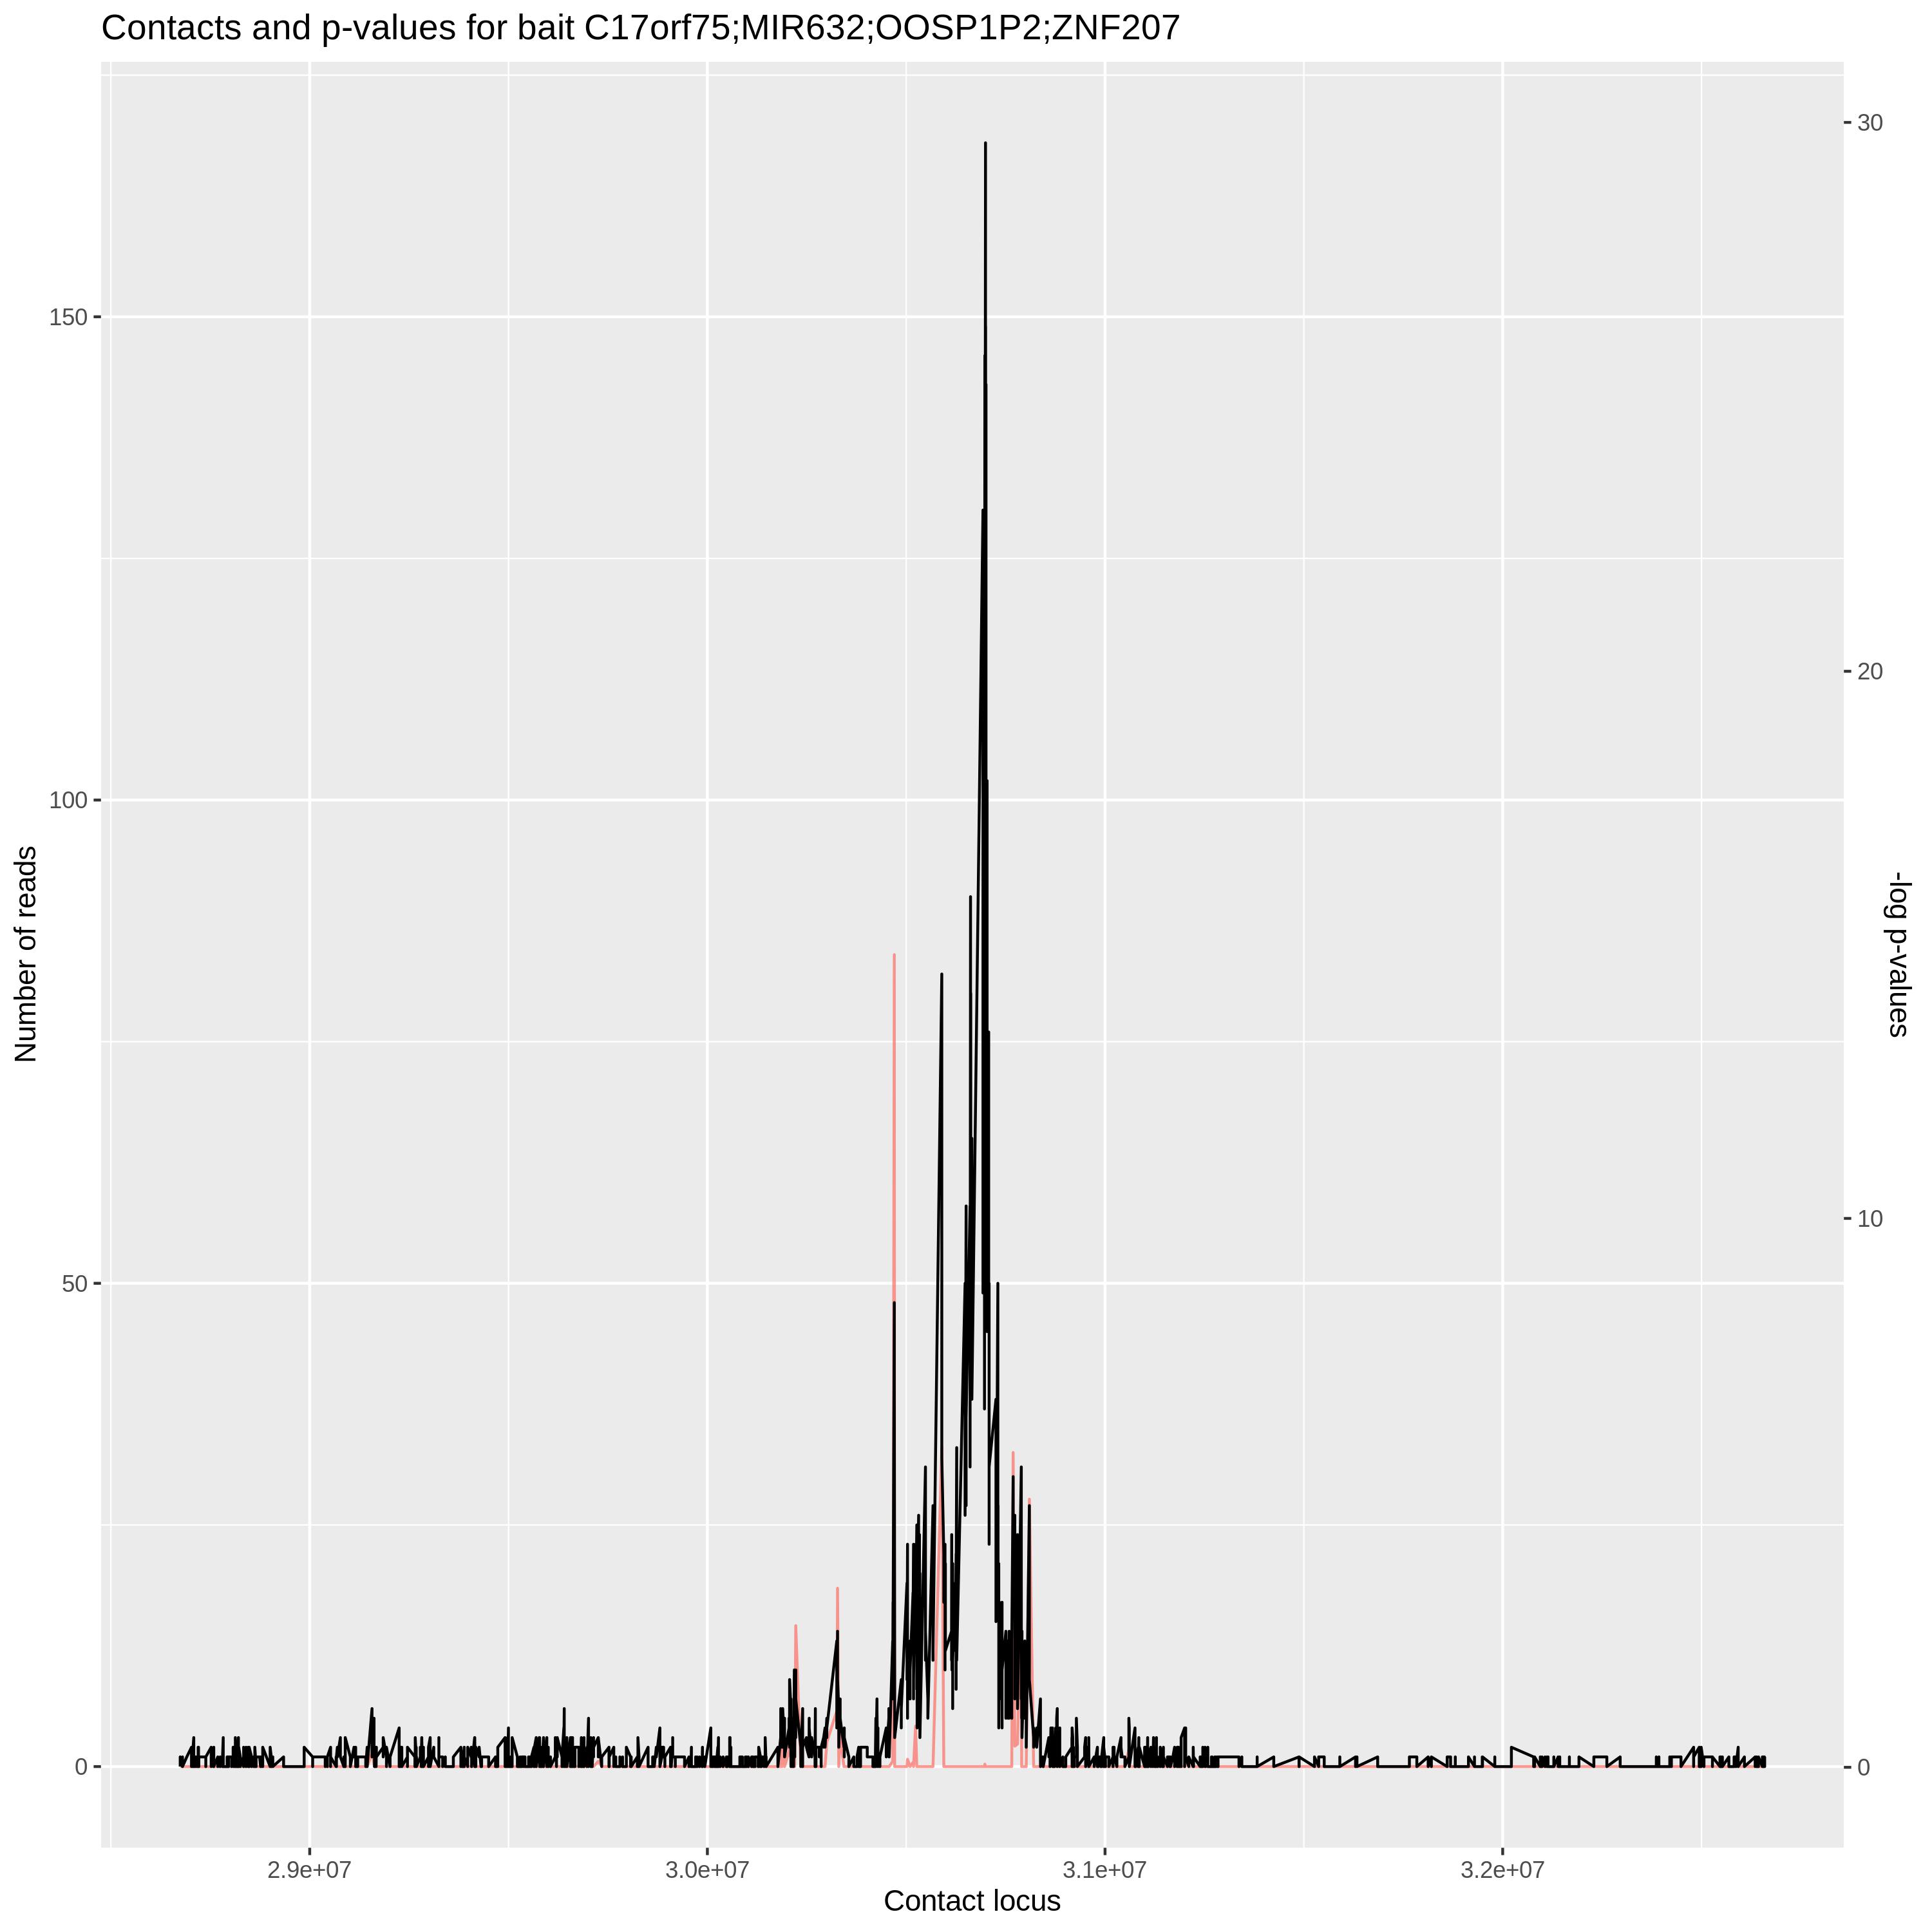 Contacts and p-values for bait C17orf75;MIR632;OOSP1P2;ZNF207
30
150
20
100
Number of reads
-log p-values
10
50
0
0
2.9e+07
3.0e+07
3.1e+07
3.2e+07
Contact locus